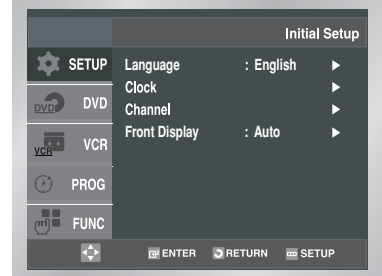 Initial Setup
SETUP
Language : English ►
Clock ►
Channel ►
Front Display : Auto ►
DVD DVD
VCR VCR
PROG
FUNC
ENTER RETURN SETUP